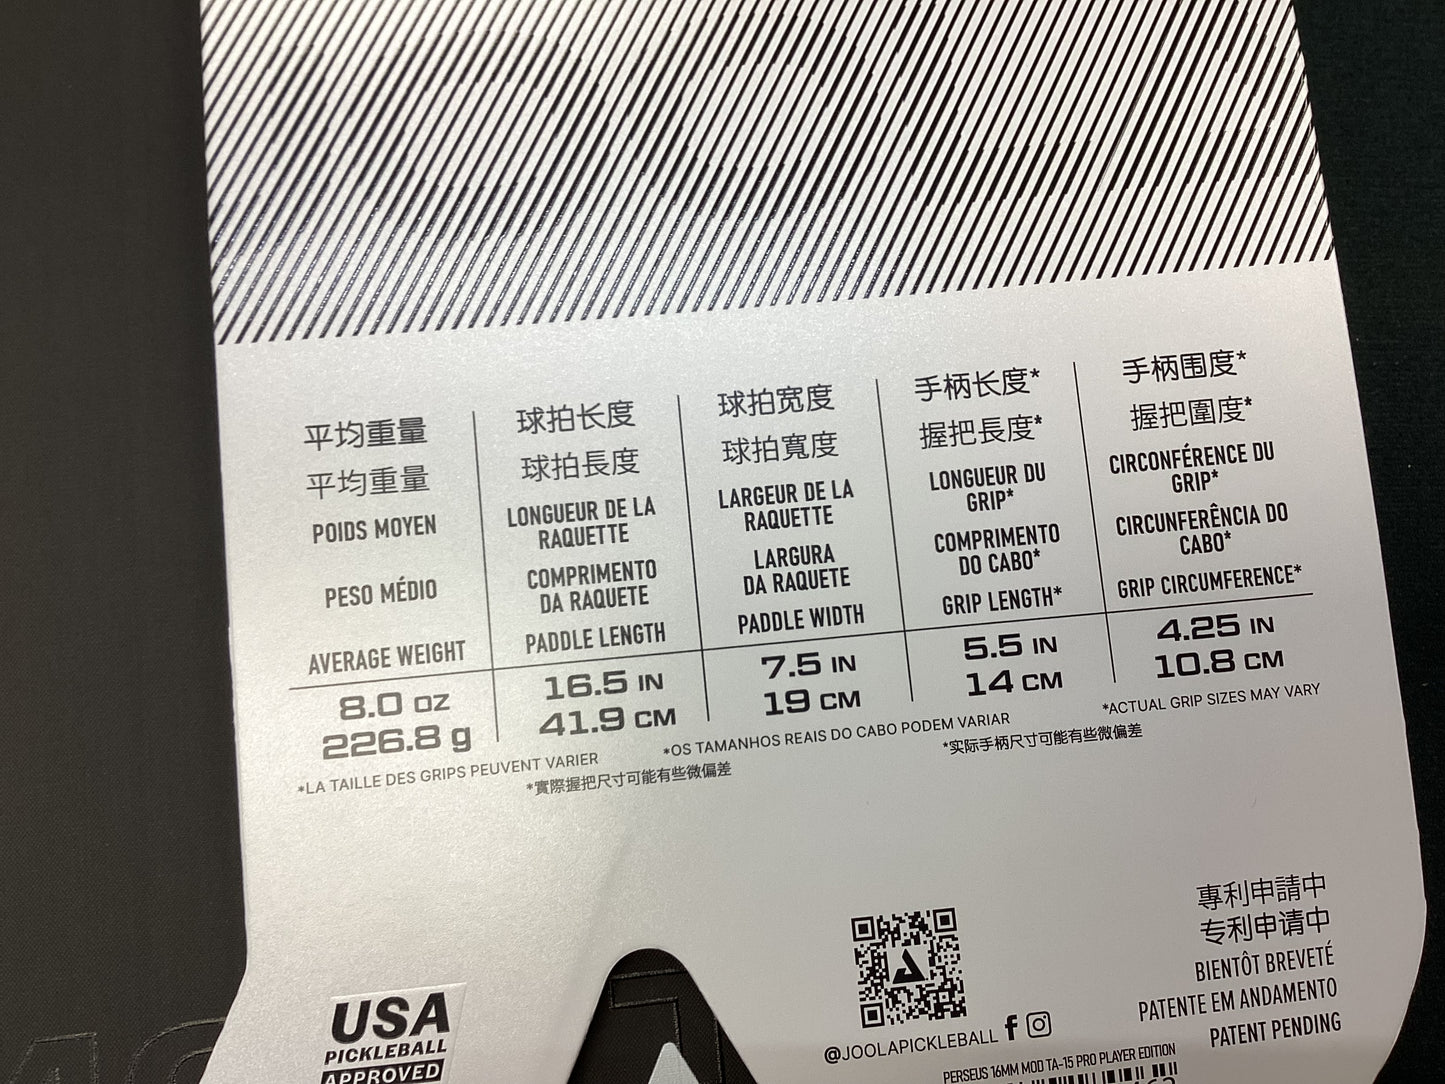 平均重量
平均重量
POIDS MOYEN
PESO MÉDIO
AVERAGE WEIGHT
8.0 OZ
226.8 g
球拍长度
球拍長度
LONGUEUR DE LA
RAQUETTE
COMPRIMENTO
DA RAQUETE
PADDLE LENGTH
16.5 IN
41.9 CM
球拍宽度
球拍寬度
LARGEUR DE LA
RAQUETTE
LARGURA
DA RAQUETE
PADDLE WIDTH
7.5 IN
19 CM
手柄长度*
握把長度*
LONGUEUR DU
GRIP*
COMPRIMENTO
DO CABO*
GRIP LENGTH*
5.5 IN
14 CM
手柄围度*
握把圍度*
CIRCONFÉRENCE DU
GRIP*
CIRCUNFERÊNCIA DO
CABO*
GRIP CIRCUMFERENCE*
4.25 IN
10.8 CM
*LA TAILLE DES GRIPS PEUVENT VARIER
*OS TAMANHOS REAIS DO CABO PODEM VARIAR
*ACTUAL GRIP SIZES MAY VARY
*實際握把尺寸可能有些微偏差
*实际手柄尺寸可能有些微偏差
USA
PICKLEBALL
APPROVED
@JOOLAPICKLEBALL
專利申請中
专利申请中
BIENTÔT BREVETÉ
PATENTE EM ANDAMENTO
PATENT PENDING
PERSEUS 16MM MOD TA-15 PRO PLAYER EDITION